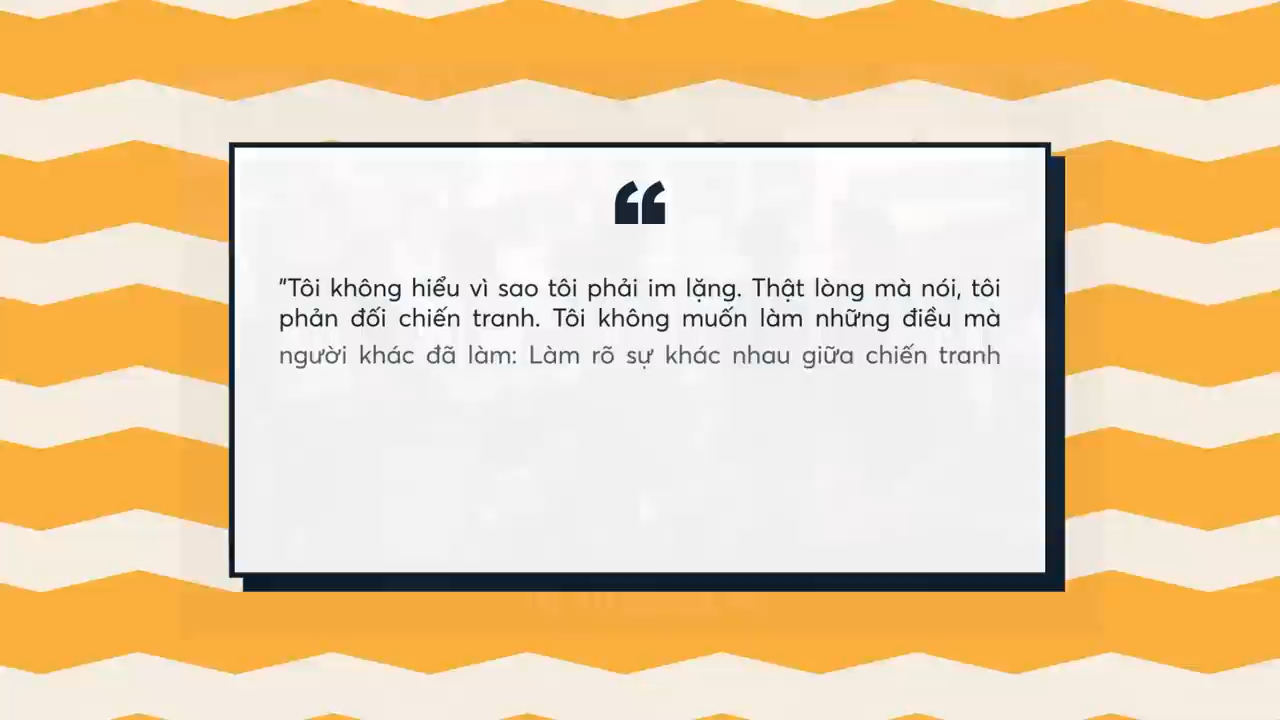 “
"Tôi không hiểu vì sao tôi phải im lặng. Thật lòng mà nói, tôi
phản đối chiến tranh. Tôi không muốn làm những điều mà
người khác đã làm: Làm rõ sự khác nhau giữa chiến tranh